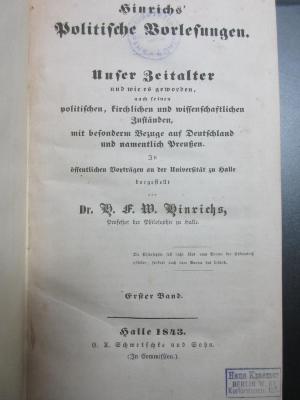 Hinrichs'
Politische Vorlesungen.
Unser Zeitalter
und wie es geworden,
nach seinen
politischen, kirchlichen und wissenschaftlichen
Zuständen,
mit besonderm Bezuge auf Deutschland
und namentlich Preußen.
In
öffentlichen Vorträgen an der Universität zu Halle
dargestellt
von
Dr. H. F. W. Hinrichs,
Professor der Philosophie zu Halle.
Erster Band.
Halle 1843.
C. A. Schwetschke und Sohn.
(In Commission.)
Hans Kraemer
BERLIN W. 62